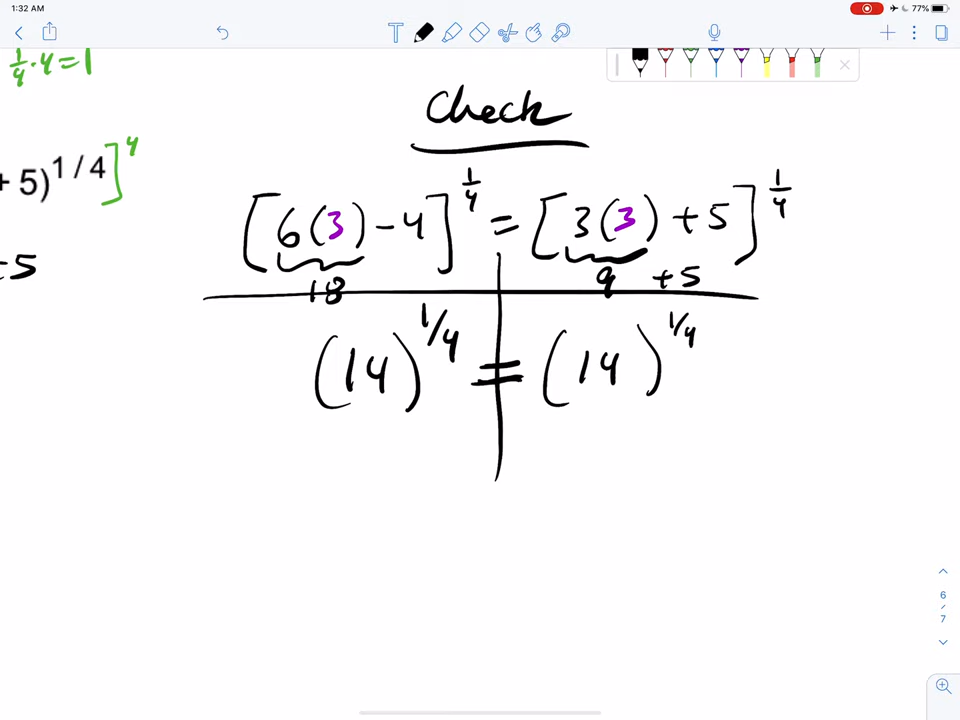 1:32 AM
77%
1/4 · 4 = 1
Check
+ 5)^1/4]^4
[6(3) - 4]^1/4 = [3(3) + 5]^1/4
+5
18 9 +5
(14)^1/4 = (14)^1/4
6
/
7